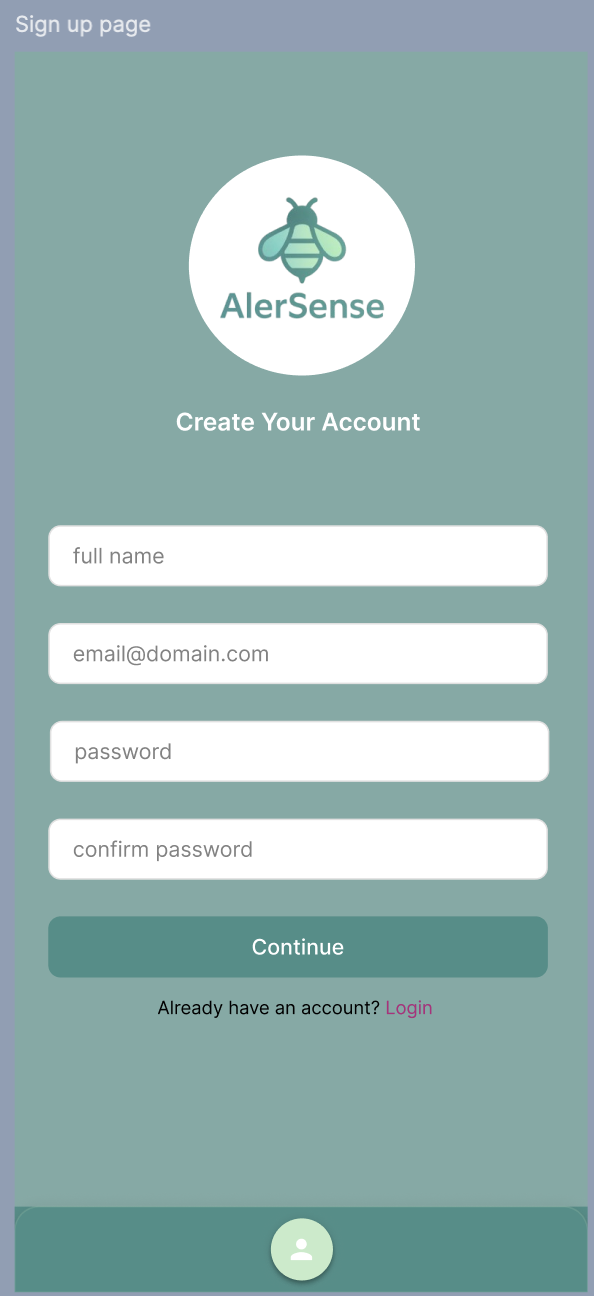 Sign up page
AlerSense
Create Your Account
full name
email@domain.com
password
confirm password
Continue
Already have an account? Login